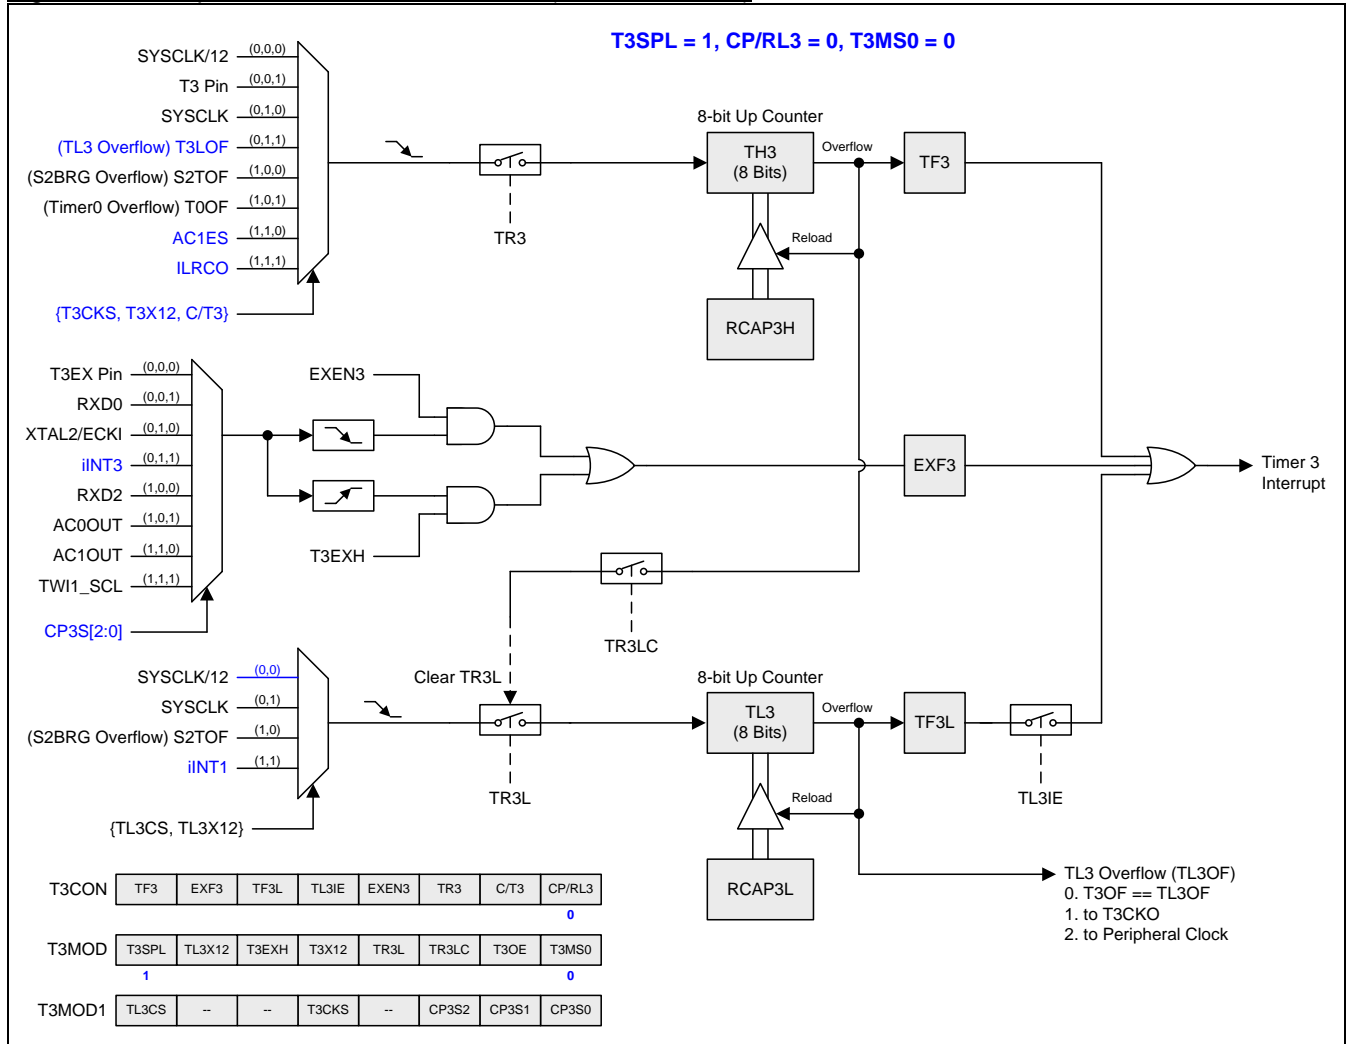 T3SPL = 1, CP/RL3 = 0, T3MS0 = 0
SYSCLK/12 (0,0,0)
T3 Pin (0,0,1)
SYSCLK (0,1,0)
(TL3 Overflow) T3LOF (0,1,1)
(S2BRG Overflow) S2TOF (1,0,0)
(Timer0 Overflow) T0OF (1,0,1)
AC1ES (1,1,0)
ILRCO (1,1,1)
{T3CKS, T3X12, C/T3}
TR3
8-bit Up Counter
TH3
(8 Bits)
Overflow
TF3
Reload
RCAP3H
T3EX Pin (0,0,0)
RXD0 (0,0,1)
XTAL2/ECKI (0,1,0)
iINT3 (0,1,1)
RXD2 (1,0,0)
AC0OUT (1,0,1)
AC1OUT (1,1,0)
TWI1_SCL (1,1,1)
CP3S[2:0]
EXEN3
T3EXH
EXF3
Timer 3
Interrupt
TR3LC
Clear TR3L
SYSCLK/12 (0,0)
SYSCLK (0,1)
(S2BRG Overflow) S2TOF (1,0)
iINT1 (1,1)
{TL3CS, TL3X12}
TR3L
8-bit Up Counter
TL3
(8 Bits)
Overflow
TF3L
TL3IE
Reload
RCAP3L
TL3 Overflow (TL3OF)
0. T3OF == TL3OF
1. to T3CKO
2. to Peripheral Clock
T3CON TF3 EXF3 TF3L TL3IE EXEN3 TR3 C/T3 CP/RL3
0
T3MOD T3SPL TL3X12 T3EXH T3X12 TR3L TR3LC T3OE T3MS0
1 0
T3MOD1 TL3CS -- -- T3CKS -- CP3S2 CP3S1 CP3S0